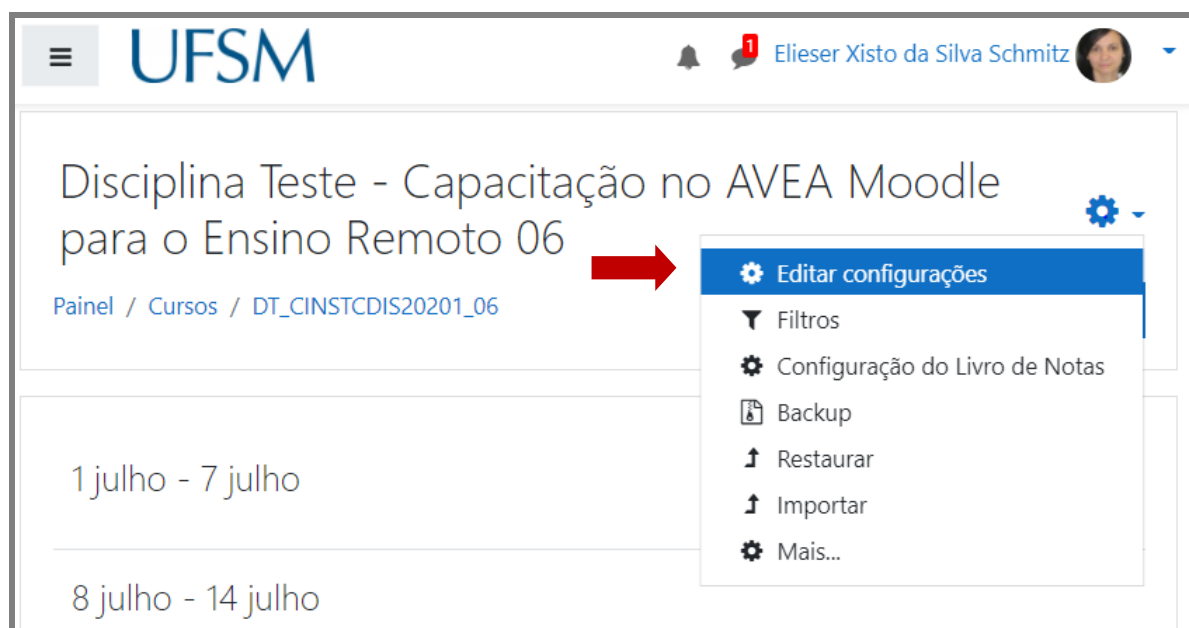 UFSM
1 Elieser Xisto da Silva Schmitz
Disciplina Teste - Capacitação no AVEA Moodle
para o Ensino Remoto 06
Painel / Cursos / DT_CINSTCDIS20201_06
Editar configurações
Filtros
Configuração do Livro de Notas
Backup
Restaurar
Importar
Mais...
1 julho - 7 julho
8 julho - 14 julho